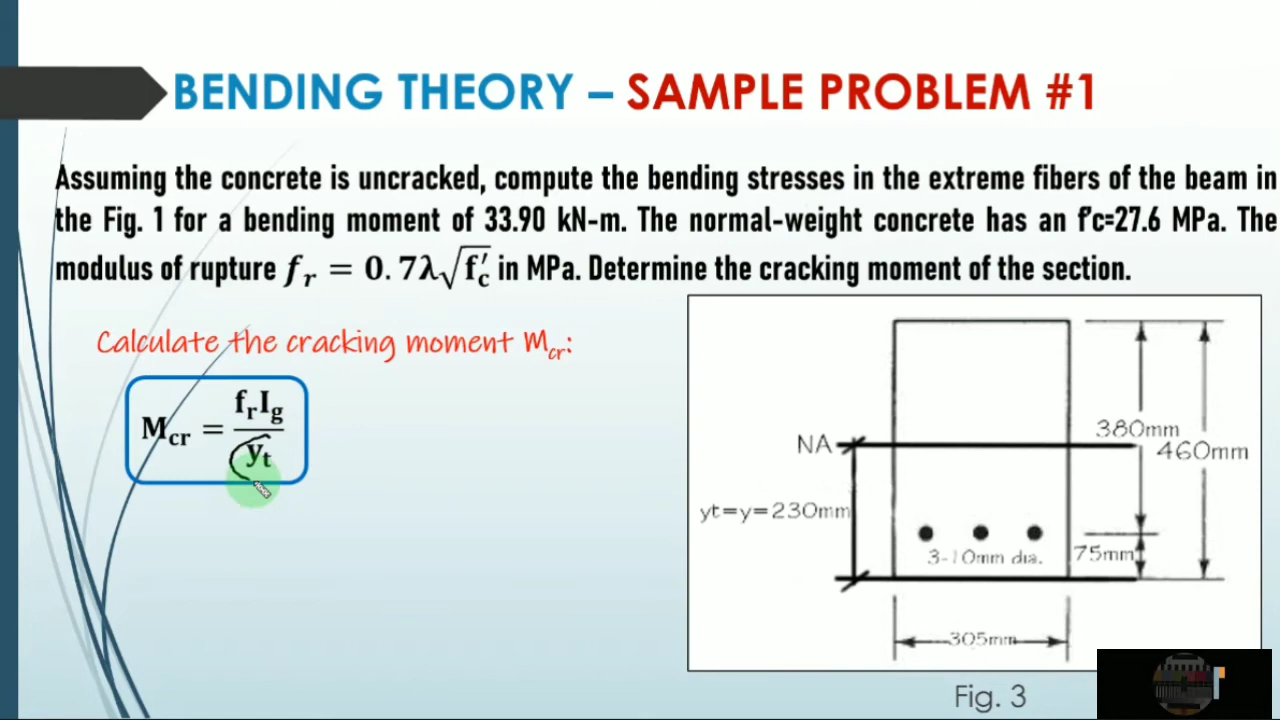 BENDING THEORY – SAMPLE PROBLEM #1
Assuming the concrete is uncracked, compute the bending stresses in the extreme fibers of the beam in
the Fig. 1 for a bending moment of 33.90 kN-m. The normal-weight concrete has an f'c=27.6 MPa. The
modulus of rupture f_r = 0.7λ√f'_c in MPa. Determine the cracking moment of the section.
Calculate the cracking moment M_cr:
M_cr = f_r I_g / y_t
NA
380mm
460mm
yt=y=230mm
3-10mm dia.
75mm
305mm
Fig. 3